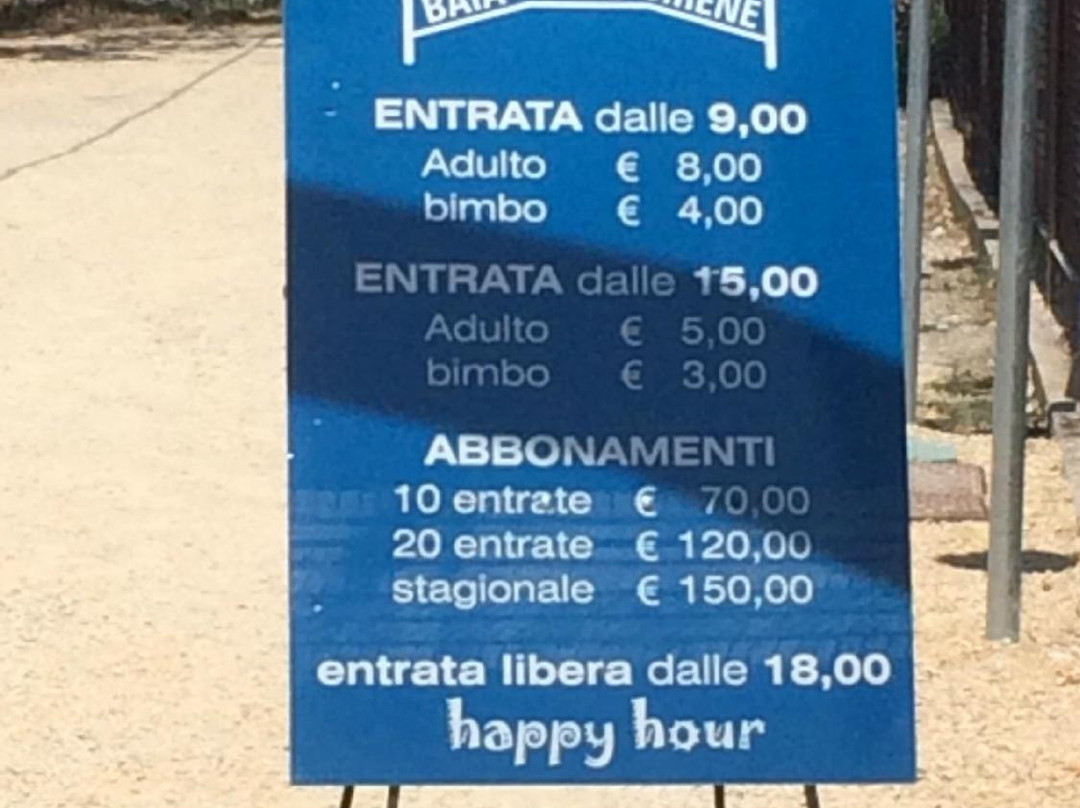 BAIA
ENTRATA dalle 9,00
Adulto € 8,00
bimbo € 4,00
ENTRATA dalle 15,00
Adulto € 5,00
bimbo € 3,00
ABBONAMENTI
10 entrate € 70,00
20 entrate € 120,00
stagionale € 150,00
entrata libera dalle 18,00
happy hour